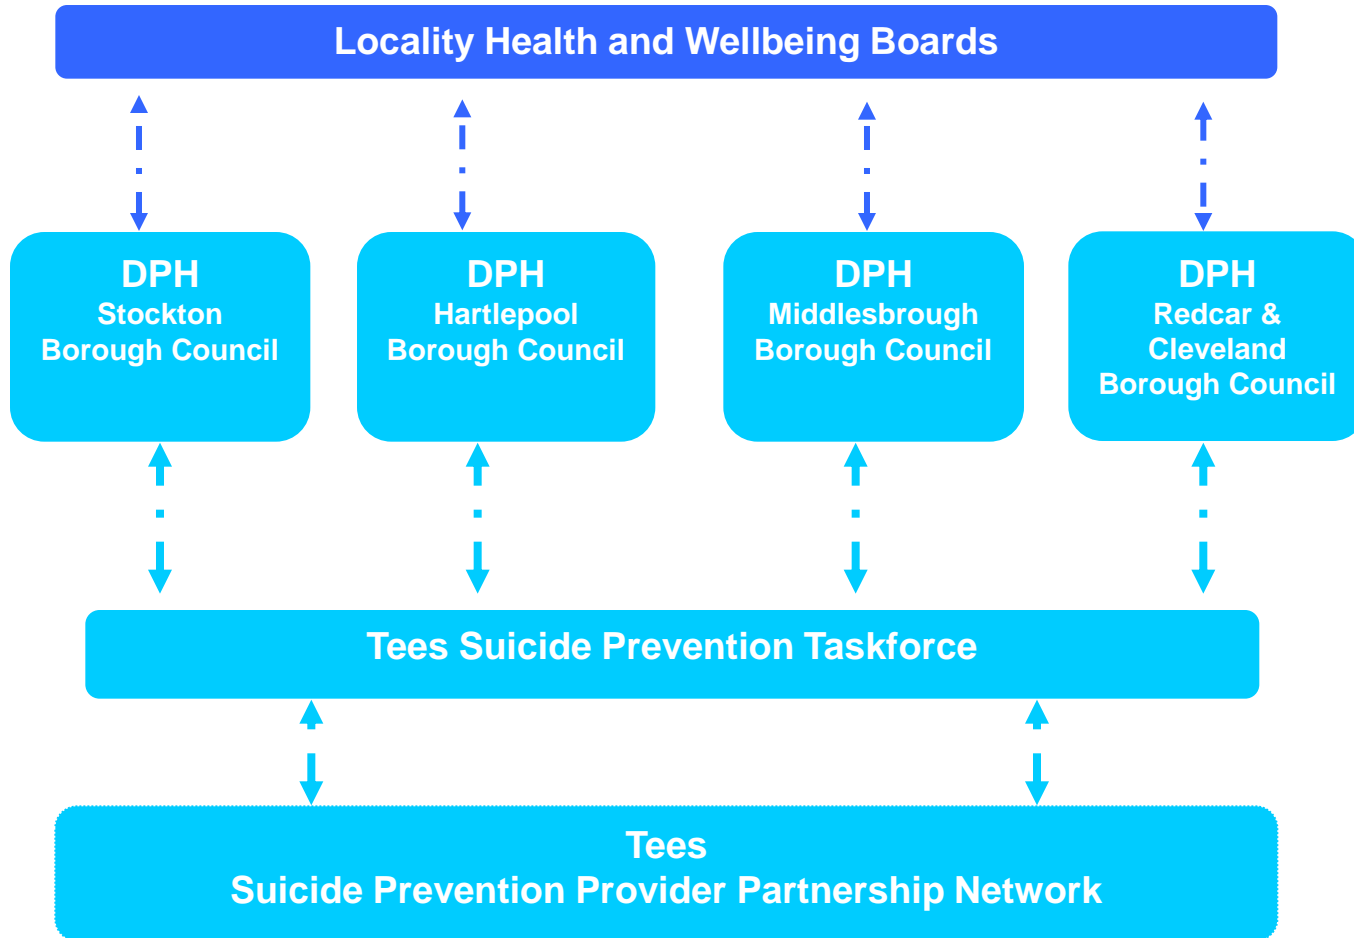 Locality Health and Wellbeing Boards
DPH
Stockton
Borough Council
DPH
Hartlepool
Borough Council
DPH
Middlesbrough
Borough Council
DPH
Redcar &
Cleveland
Borough Council
Tees Suicide Prevention Taskforce
Tees
Suicide Prevention Provider Partnership Network